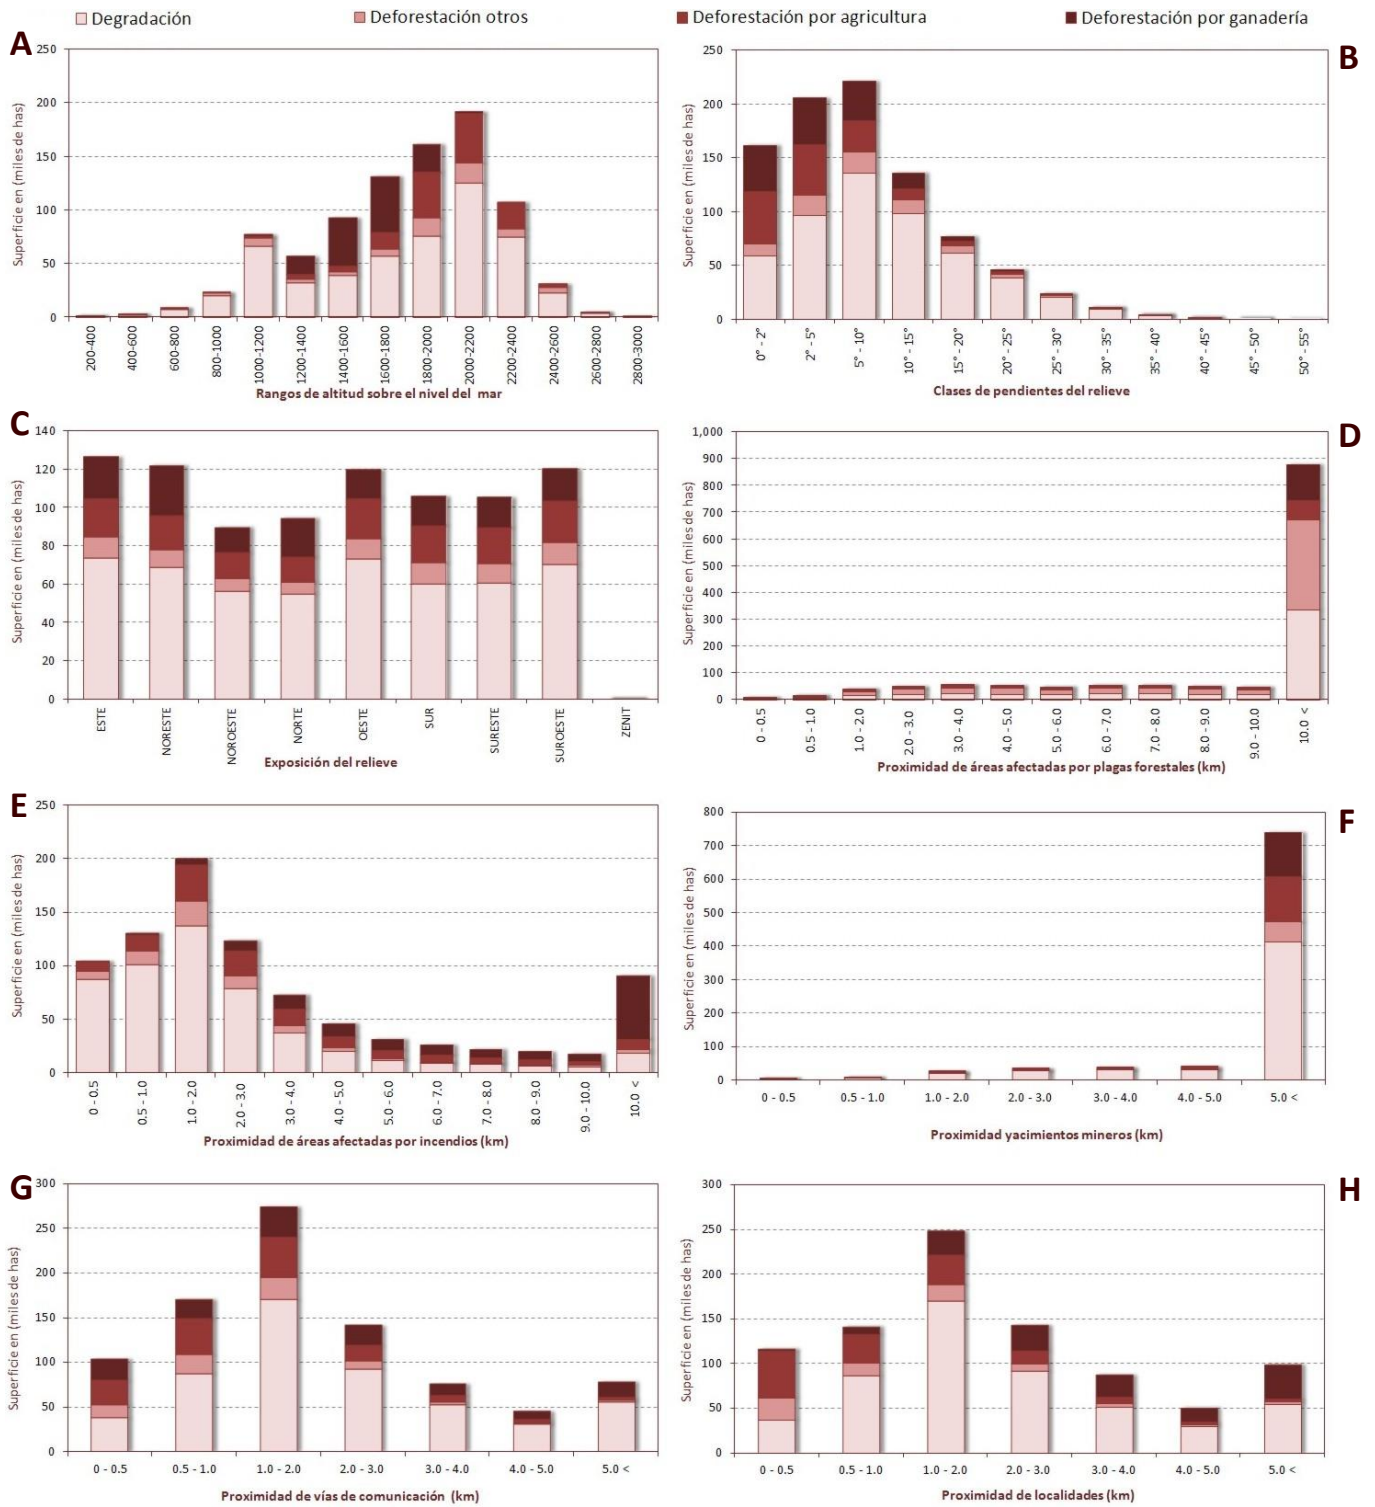 Degradación Deforestación otros Deforestación por agricultura Deforestación por ganadería
A
Superficie en (miles de has)
250
200
150
100
50
0
200-400 400-600 600-800 800-1000 1000-1200 1200-1400 1400-1600 1600-1800 1800-2000 2000-2200 2200-2400 2400-2600 2600-2800 2800-3000
Rangos de altitud sobre el nivel del mar
B
Superficie en (miles de has)
250
200
150
100
50
0
0° - 2° 2° - 5° 5° - 10° 10° - 15° 15° - 20° 20° - 25° 25° - 30° 30° - 35° 35° - 40° 40° - 45° 45° - 50° 50° - 55°
Clases de pendientes del relieve
C
Superficie en (miles de has)
140
120
100
80
60
40
20
0
ESTE NORESTE NOROESTE NORTE OESTE SUR SURESTE SUROESTE ZENIT
Exposición del relieve
D
Superficie en (miles de has)
1,000
900
800
700
600
500
400
300
200
100
0
0 - 0.5 0.5 - 1.0 1.0 - 2.0 2.0 - 3.0 3.0 - 4.0 4.0 - 5.0 5.0 - 6.0 6.0 - 7.0 7.0 - 8.0 8.0 - 9.0 9.0 - 10.0 10.0 <
Proximidad de áreas afectadas por plagas forestales (km)
E
Superficie en (miles de has)
250
200
150
100
50
0
0 - 0.5 0.5 - 1.0 1.0 - 2.0 2.0 - 3.0 3.0 - 4.0 4.0 - 5.0 5.0 - 6.0 6.0 - 7.0 7.0 - 8.0 8.0 - 9.0 9.0 - 10.0 10.0 <
Proximidad de áreas afectadas por incendios (km)
F
Superficie en (miles de has)
800
700
600
500
400
300
200
100
0
0 - 0.5 0.5 - 1.0 1.0 - 2.0 2.0 - 3.0 3.0 - 4.0 4.0 - 5.0 5.0 <
Proximidad yacimientos mineros (km)
G
Superficie en (miles de has)
300
250
200
150
100
50
0
0 - 0.5 0.5 - 1.0 1.0 - 2.0 2.0 - 3.0 3.0 - 4.0 4.0 - 5.0 5.0 <
Proximidad de vías de comunicación (km)
H
Superficie en (miles de has)
300
250
200
150
100
50
0
0 - 0.5 0.5 - 1.0 1.0 - 2.0 2.0 - 3.0 3.0 - 4.0 4.0 - 5.0 5.0 <
Proximidad de localidades (km)